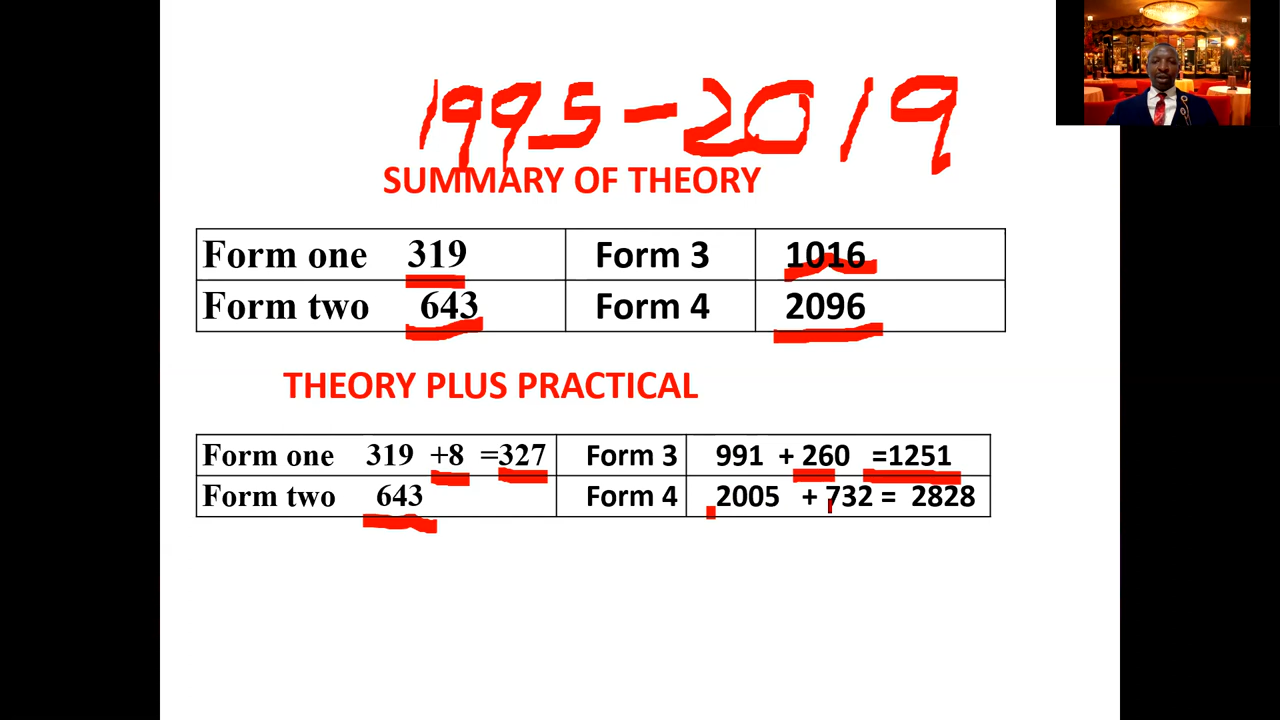 1995-2019
SUMMARY OF THEORY
Form one 319 Form 3 1016
Form two 643 Form 4 2096
THEORY PLUS PRACTICAL
Form one 319 +8 =327 Form 3 991 + 260 =1251
Form two 643 Form 4 2005 + 732 = 2828